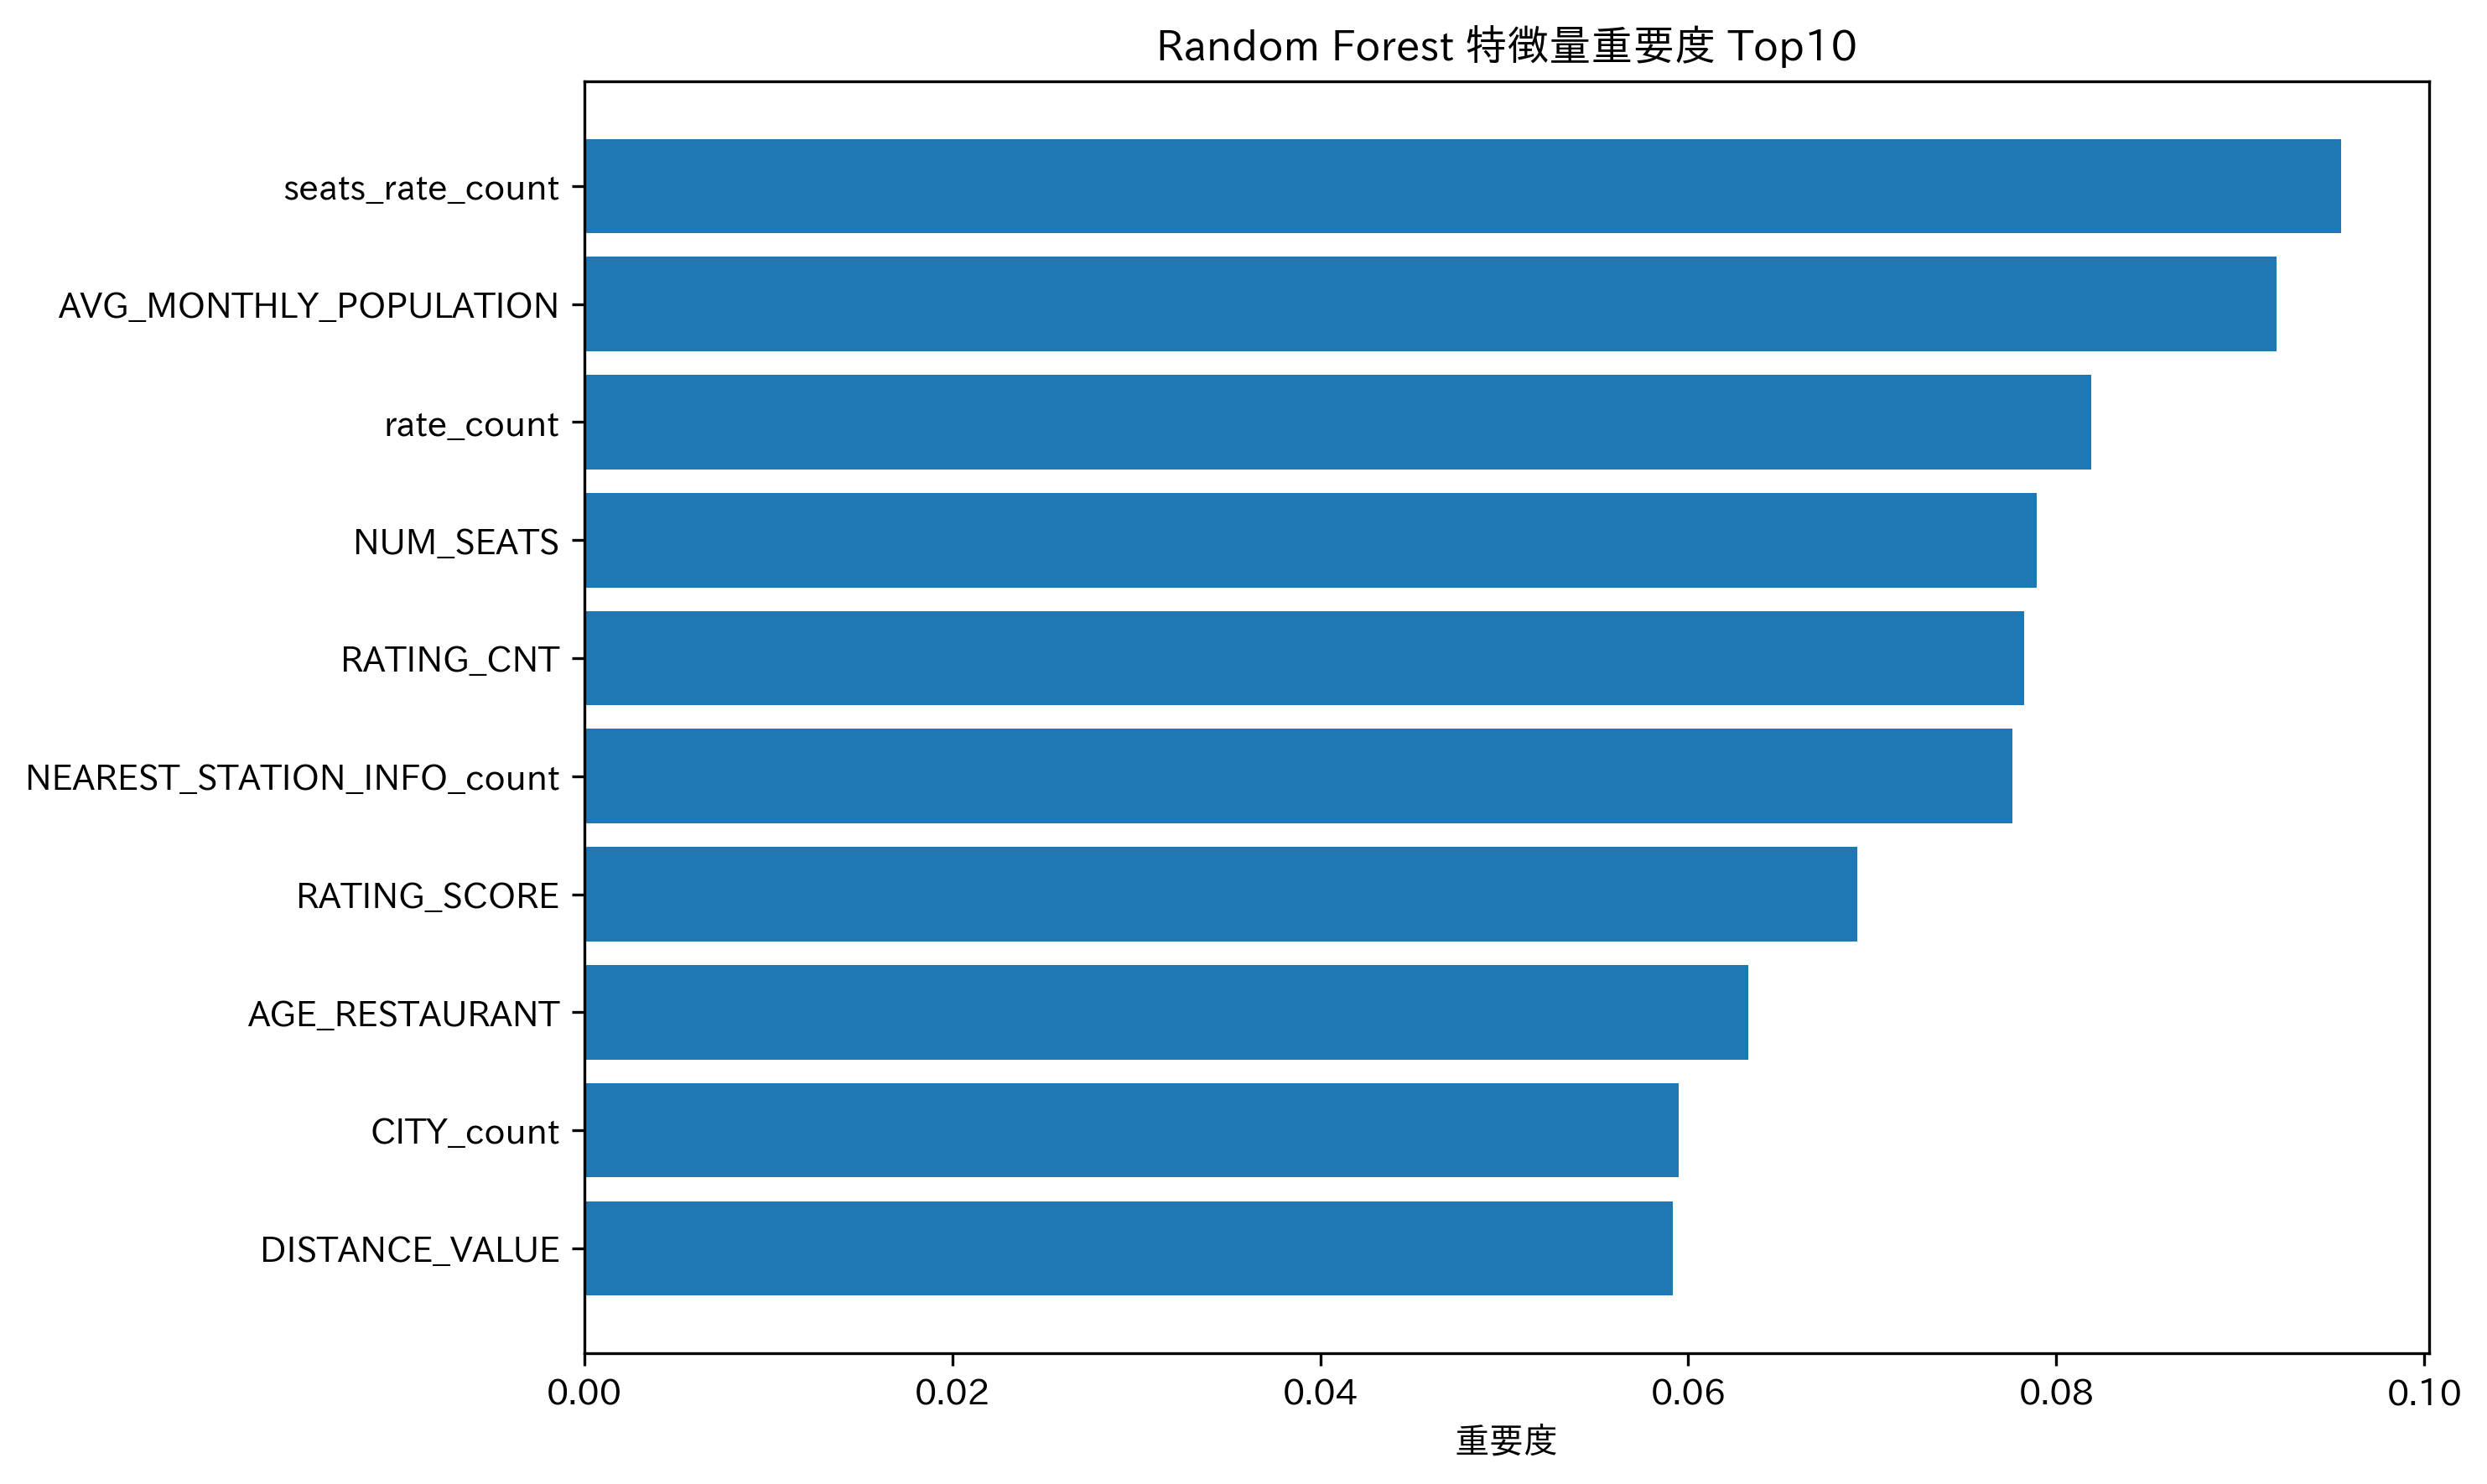 Random Forest 特徴量重要度 Top10
seats_rate_count
AVG_MONTHLY_POPULATION
rate_count
NUM_SEATS
RATING_CNT
NEAREST_STATION_INFO_count
RATING_SCORE
AGE_RESTAURANT
CITY_count
DISTANCE_VALUE
0.00 0.02 0.04 0.06 0.08 0.10
重要度